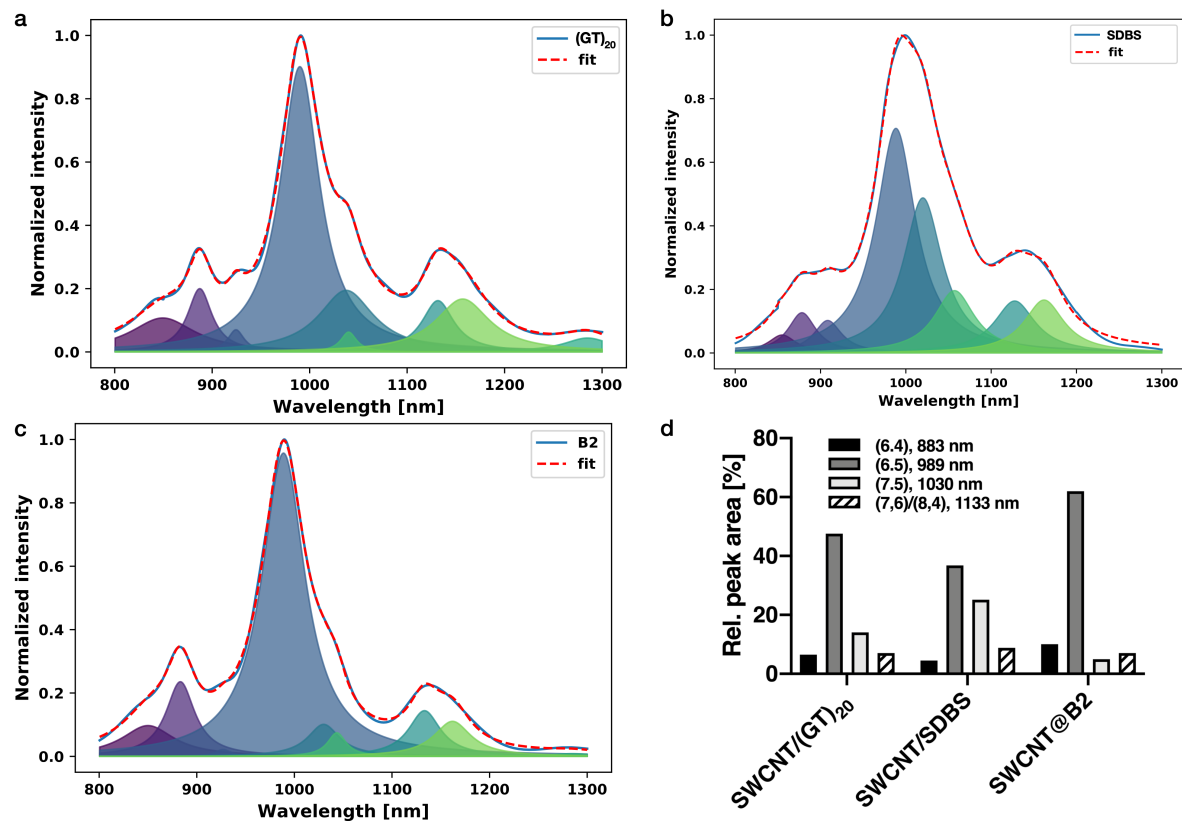 a
(GT)20
fit
1.0
0.8
0.6
0.4
0.2
0.0
Normalized intensity
800 900 1000 1100 1200 1300
Wavelength [nm]
b
SDBS
fit
1.0
0.8
0.6
0.4
0.2
0.0
Normalized intensity
800 900 1000 1100 1200 1300
Wavelength [nm]
c
B2
fit
1.0
0.8
0.6
0.4
0.2
0.0
Normalized intensity
800 900 1000 1100 1200 1300
Wavelength [nm]
d
(6.4), 883 nm
(6.5), 989 nm
(7.5), 1030 nm
(7,6)/(8,4), 1133 nm
80
60
40
20
0
Rel. peak area [%]
SWCNT/(GT)20
SWCNT/SDBS
SWCNT@B2